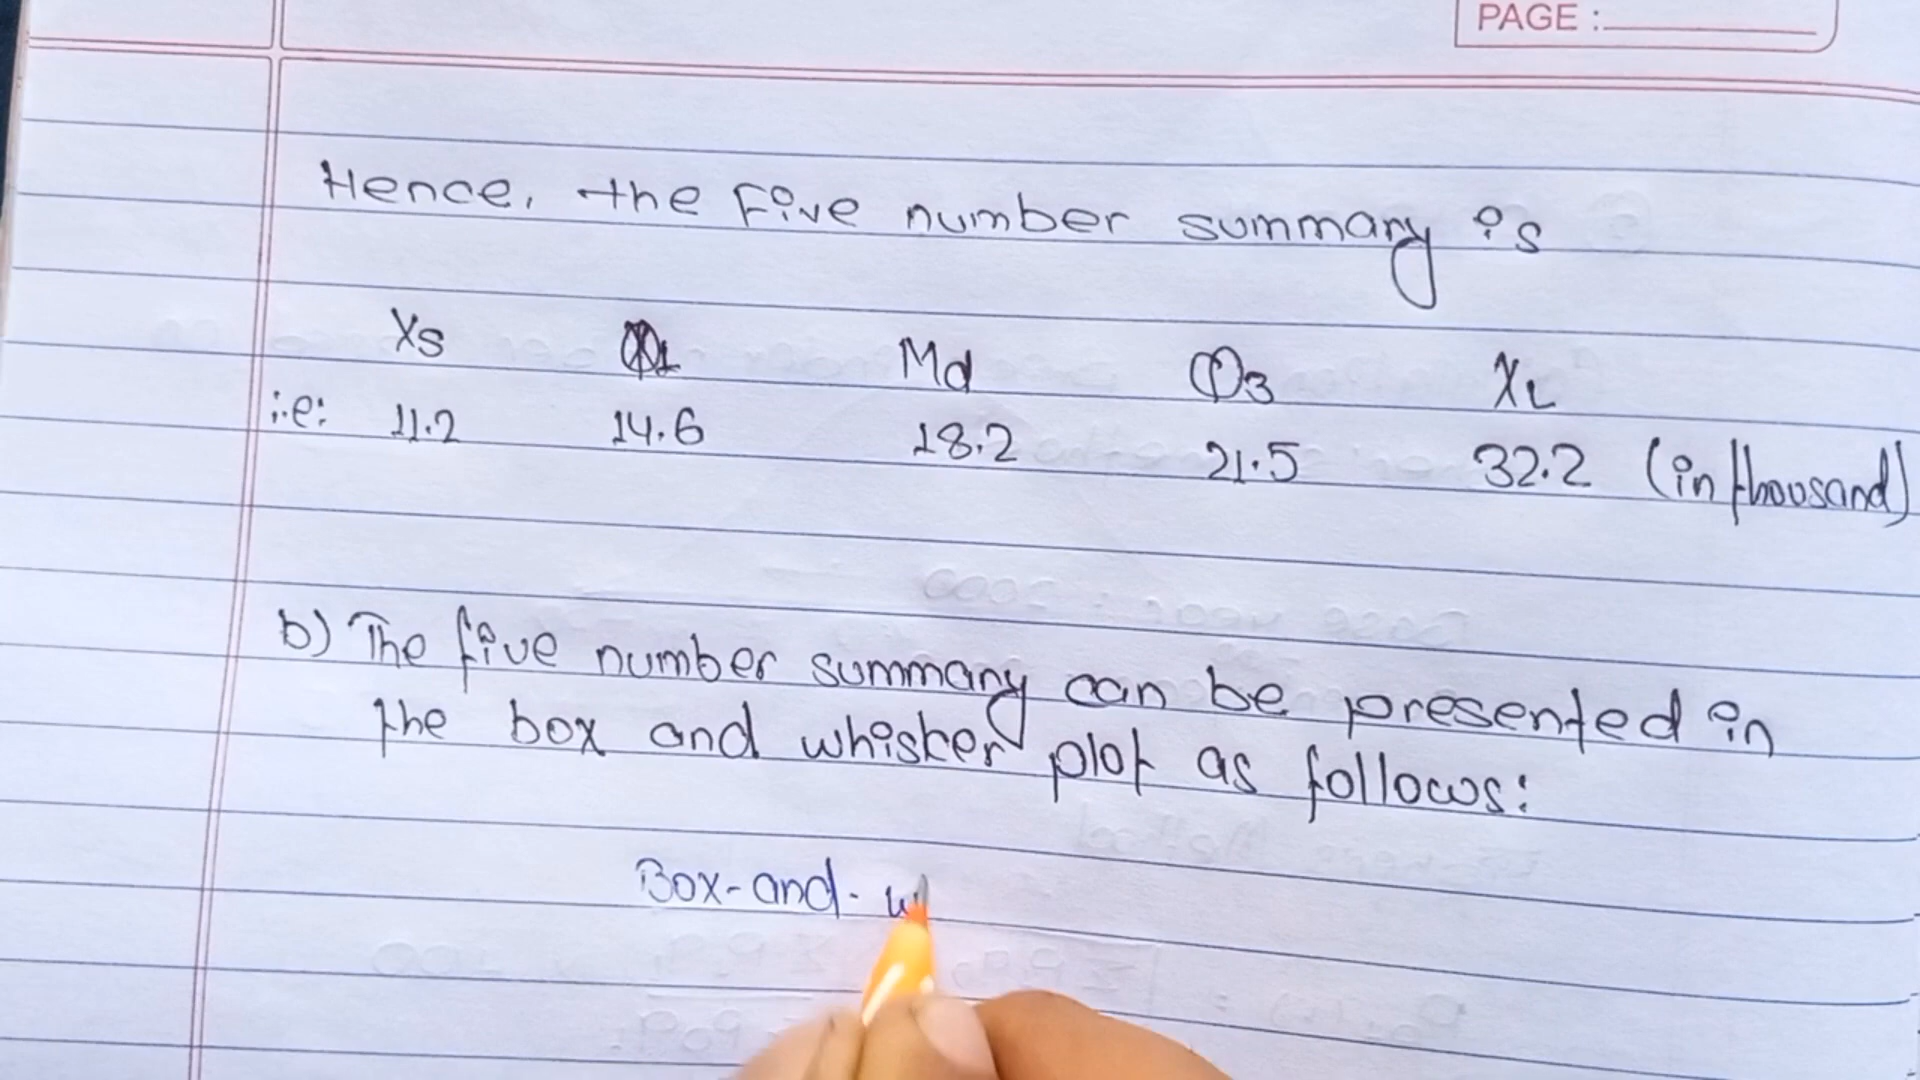 PAGE :
Hence, the Five number summary is
Xs Q1 Md Q3 XL
i.e: 11.2 14.6 18.2 21.5 32.2 (in thousand)
b) The five number summary can be presented in
the box and whisker plot as follows:
Box-and-w